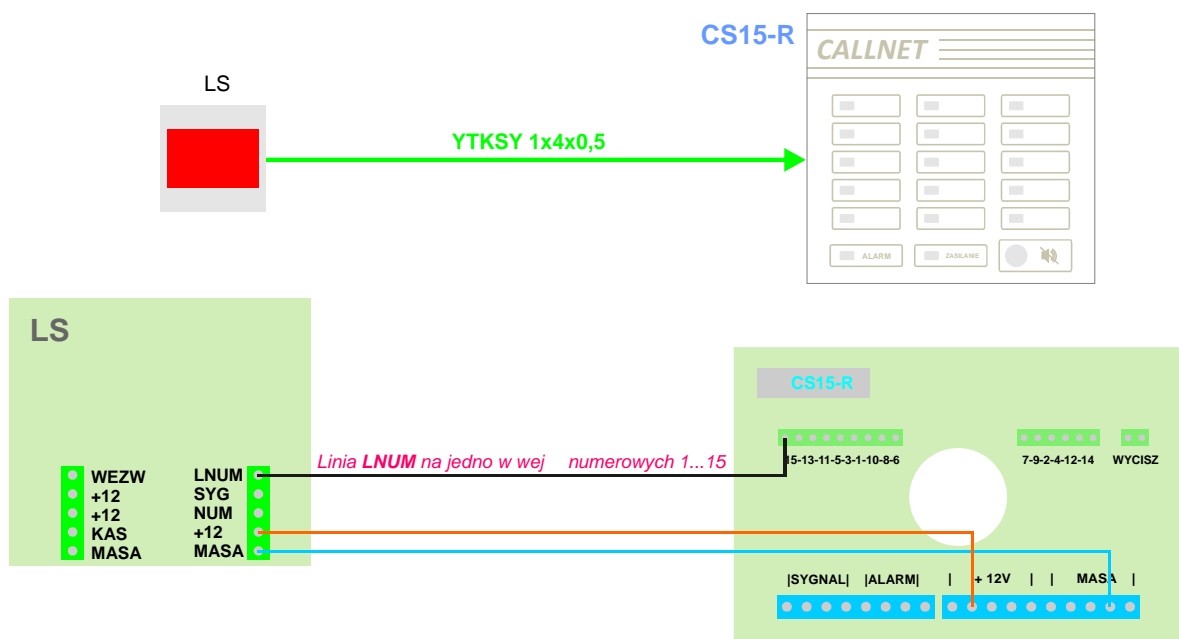 CS15-R
CALLNET
LS
YTKSY 1x4x0,5
ALARM
ZASILANIE
LS
CS15-R
Linia LNUM na jedno w wej numerowych 1...15
15-13-11-5-3-1-10-8-6
7-9-2-4-12-14
WYCISZ
WEZW
+12
+12
KAS
MASA
LNUM
SYG
NUM
+12
MASA
|SYGNAL| |ALARM| | + 12V | | MASA |